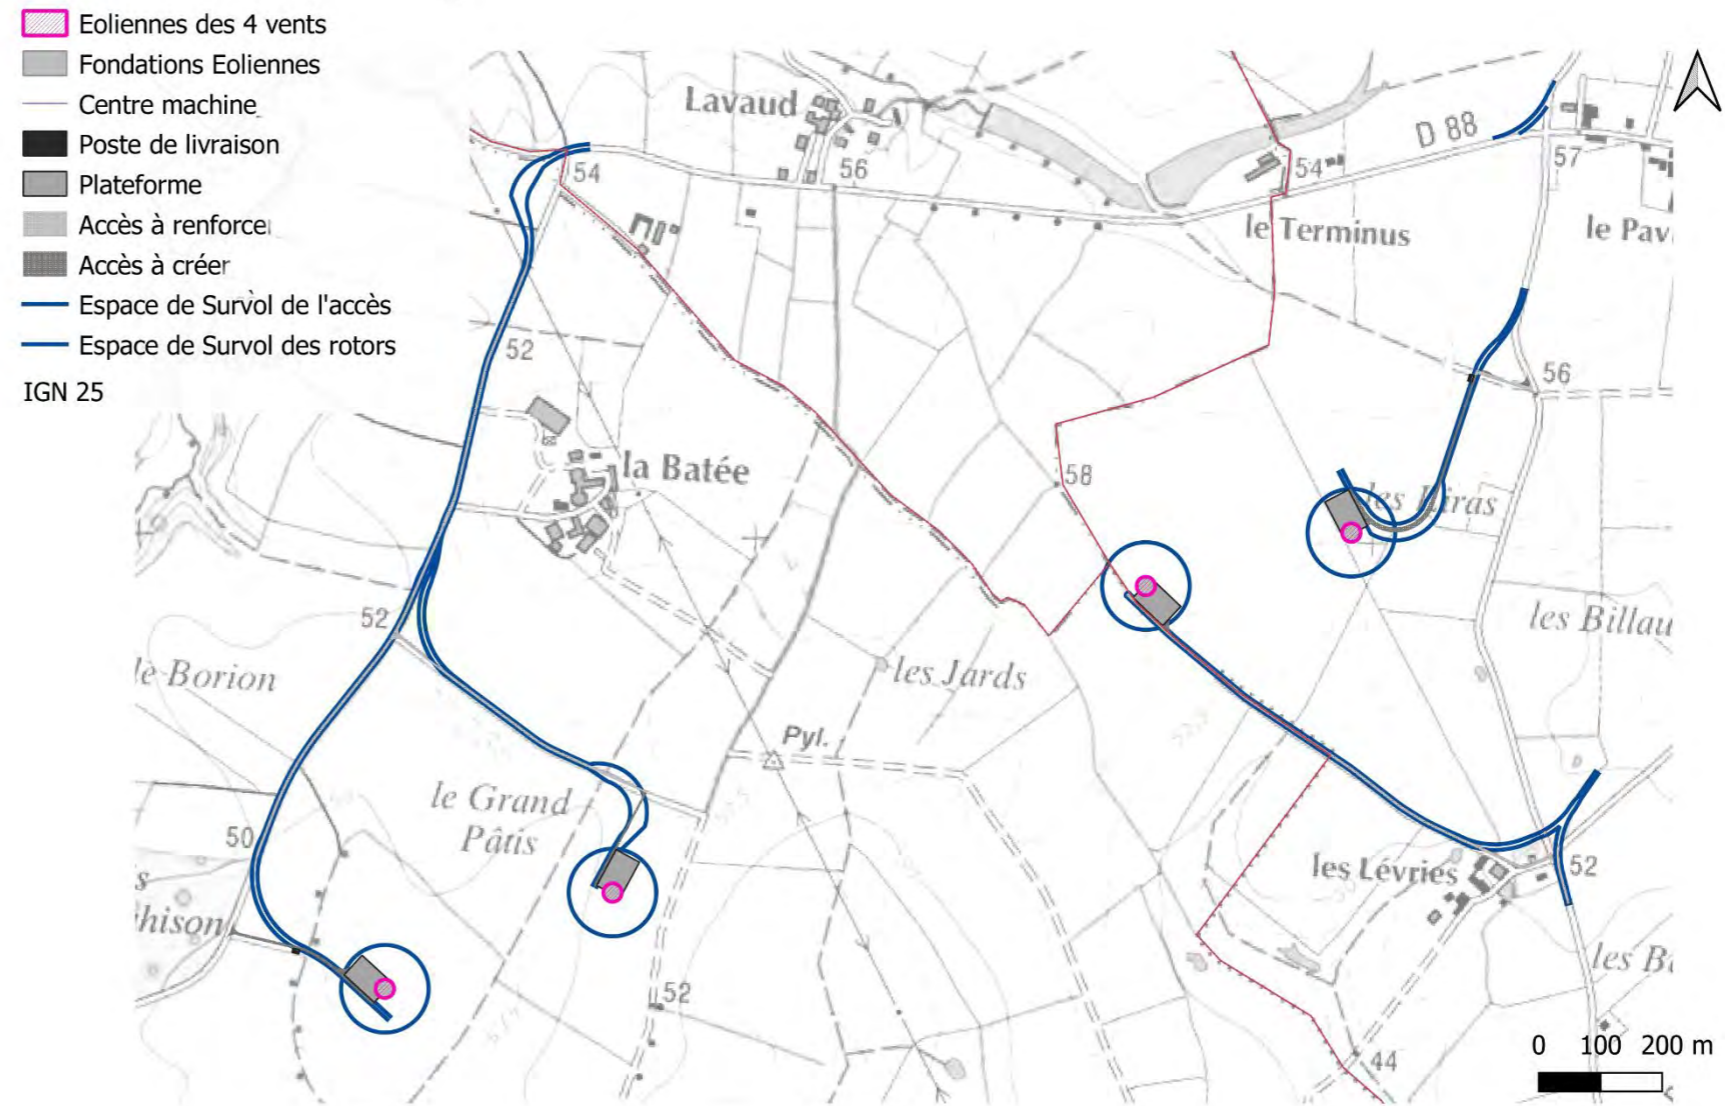 Eoliennes des 4 vents
Fondations Eoliennes
Centre machine
Poste de livraison
Plateforme
Accès à renforcer
Accès à créer
Espace de Survol de l'accès
Espace de Survol des rotors
IGN 25
Lavaud
D 88
54
56
54
57
le Terminus
le Pav
52
56
la Batée
58
les Biras
52
les Billau
le Borion
les Jards
Pyl.
le Grand
Pâtis
50
les Lévries
52
s
hison
les B
52
0 100 200 m
44